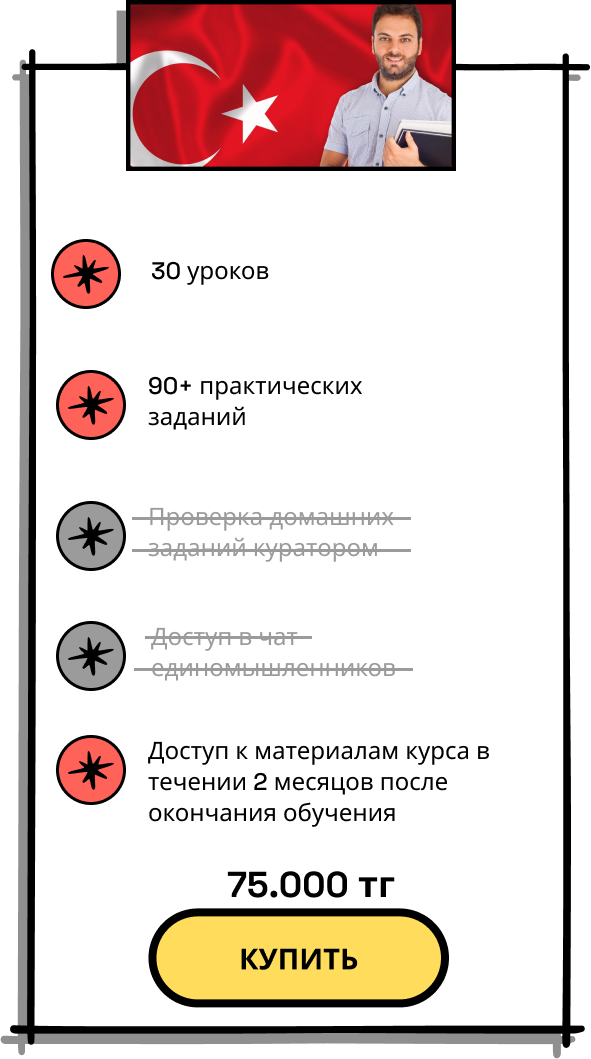 30 уроков
90+ практических
заданий
Проверка домашних
заданий куратором
Доступ в чат
единомышленников
Доступ к материалам курса в
течении 2 месяцов после
окончания обучения
75.000 тг
КУПИТЬ